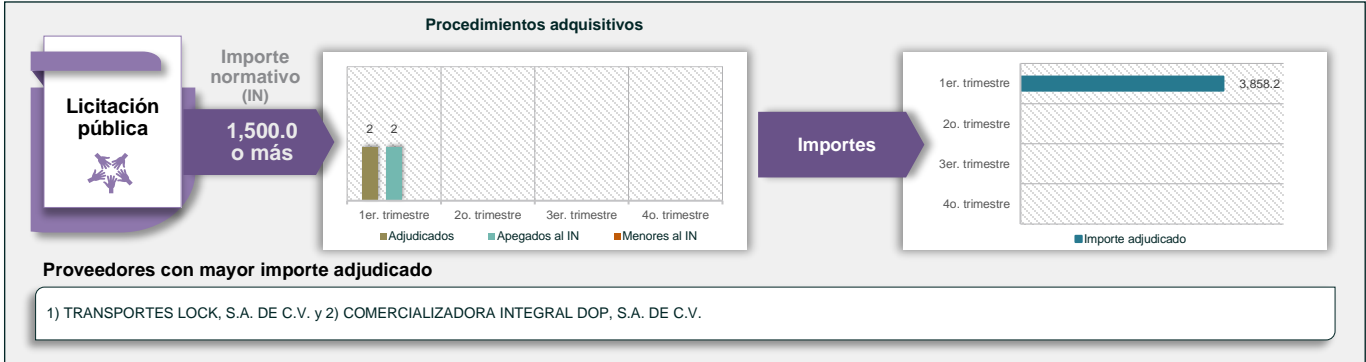 Procedimientos adquisitivos
Licitación
pública
Importe
normativo
(IN)
1,500.0
o más
2 2
1er. trimestre 2o. trimestre 3er. trimestre 4o. trimestre
Adjudicados Apegados al IN Menores al IN
Importes
1er. trimestre 3,858.2
2o. trimestre
3er. trimestre
4o. trimestre
Importe adjudicado
Proveedores con mayor importe adjudicado
1) TRANSPORTES LOCK, S.A. DE C.V. y 2) COMERCIALIZADORA INTEGRAL DOP, S.A. DE C.V.